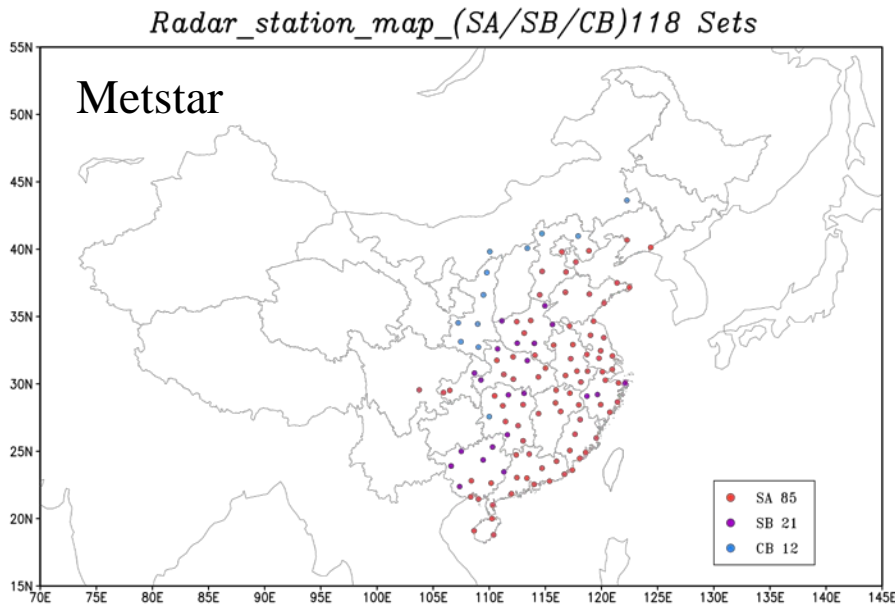 Radar_station_map_(SA/SB/CB)118 Sets
55N
Metstar
50N
45N
40N
35N
30N
25N
20N
SA 85
SB 21
CB 12
15N
70E 75E 80E 85E 90E 95E 100E 105E 110E 115E 120E 125E 130E 135E 140E 145E